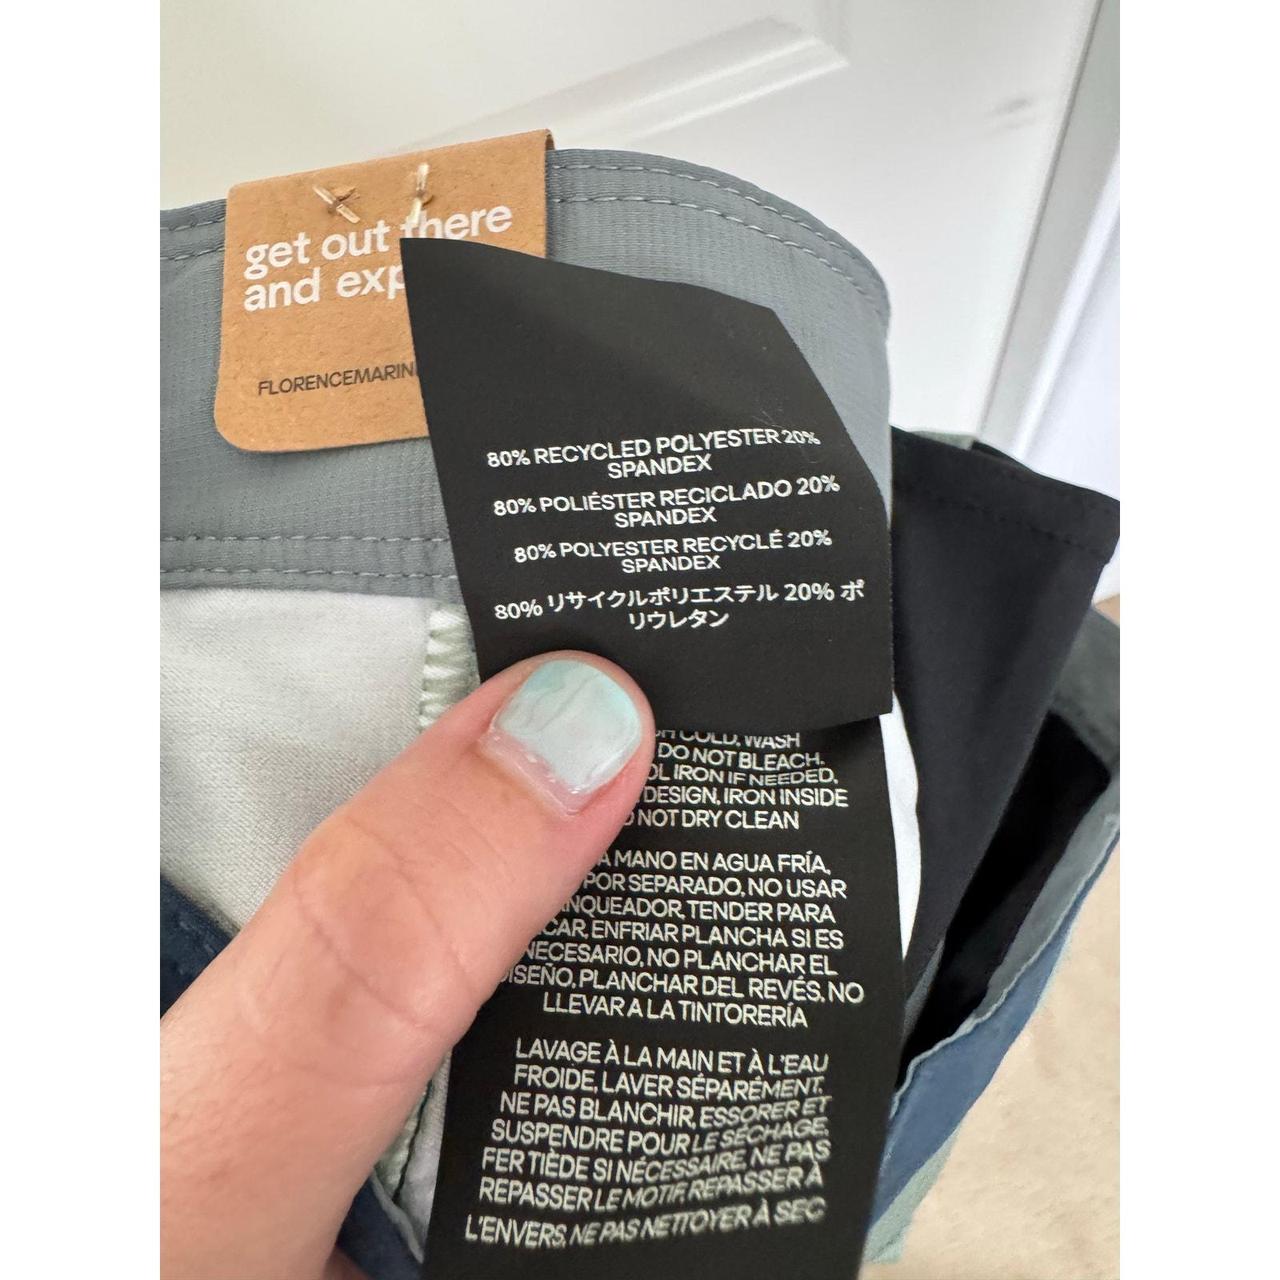 get out there
and
FLORENCEMARIN
80% RECYCLED POLYESTER 20%
SPANDEX
80% POLIÉSTER RECICLADO 20%
SPANDEX
80% POLYESTER RECYCLÉ 20%
SPANDEX
80% リサイクルポリエステル 20% ポ
リウレタン
COLD, WASH
DO NOT BLEACH.
IRON IF NEEDED,
DESIGN, IRON INSIDE
NOT DRY CLEAN
A MANO EN AGUA FRÍA,
POR SEPARADO, NO USAR
BLANQUEADOR, TENDER PARA
SECAR, ENFRIAR PLANCHA SI ES
NECESARIO, NO PLANCHAR EL
DISEÑO, PLANCHAR DEL REVÉS, NO
LLEVAR A LA TINTORERÍA
LAVAGE À LA MAIN ET À L'EAU
FROIDE, LAVER SÉPARÉMENT,
NE PAS BLANCHIR, ESSORER ET
SUSPENDRE POUR LE SÉCHAGE,
FER TIÈDE SI NÉCESSAIRE, NE PAS
REPASSER LE MOTIF, REPASSER À
L'ENVERS, NE PAS NETTOYER À SEC